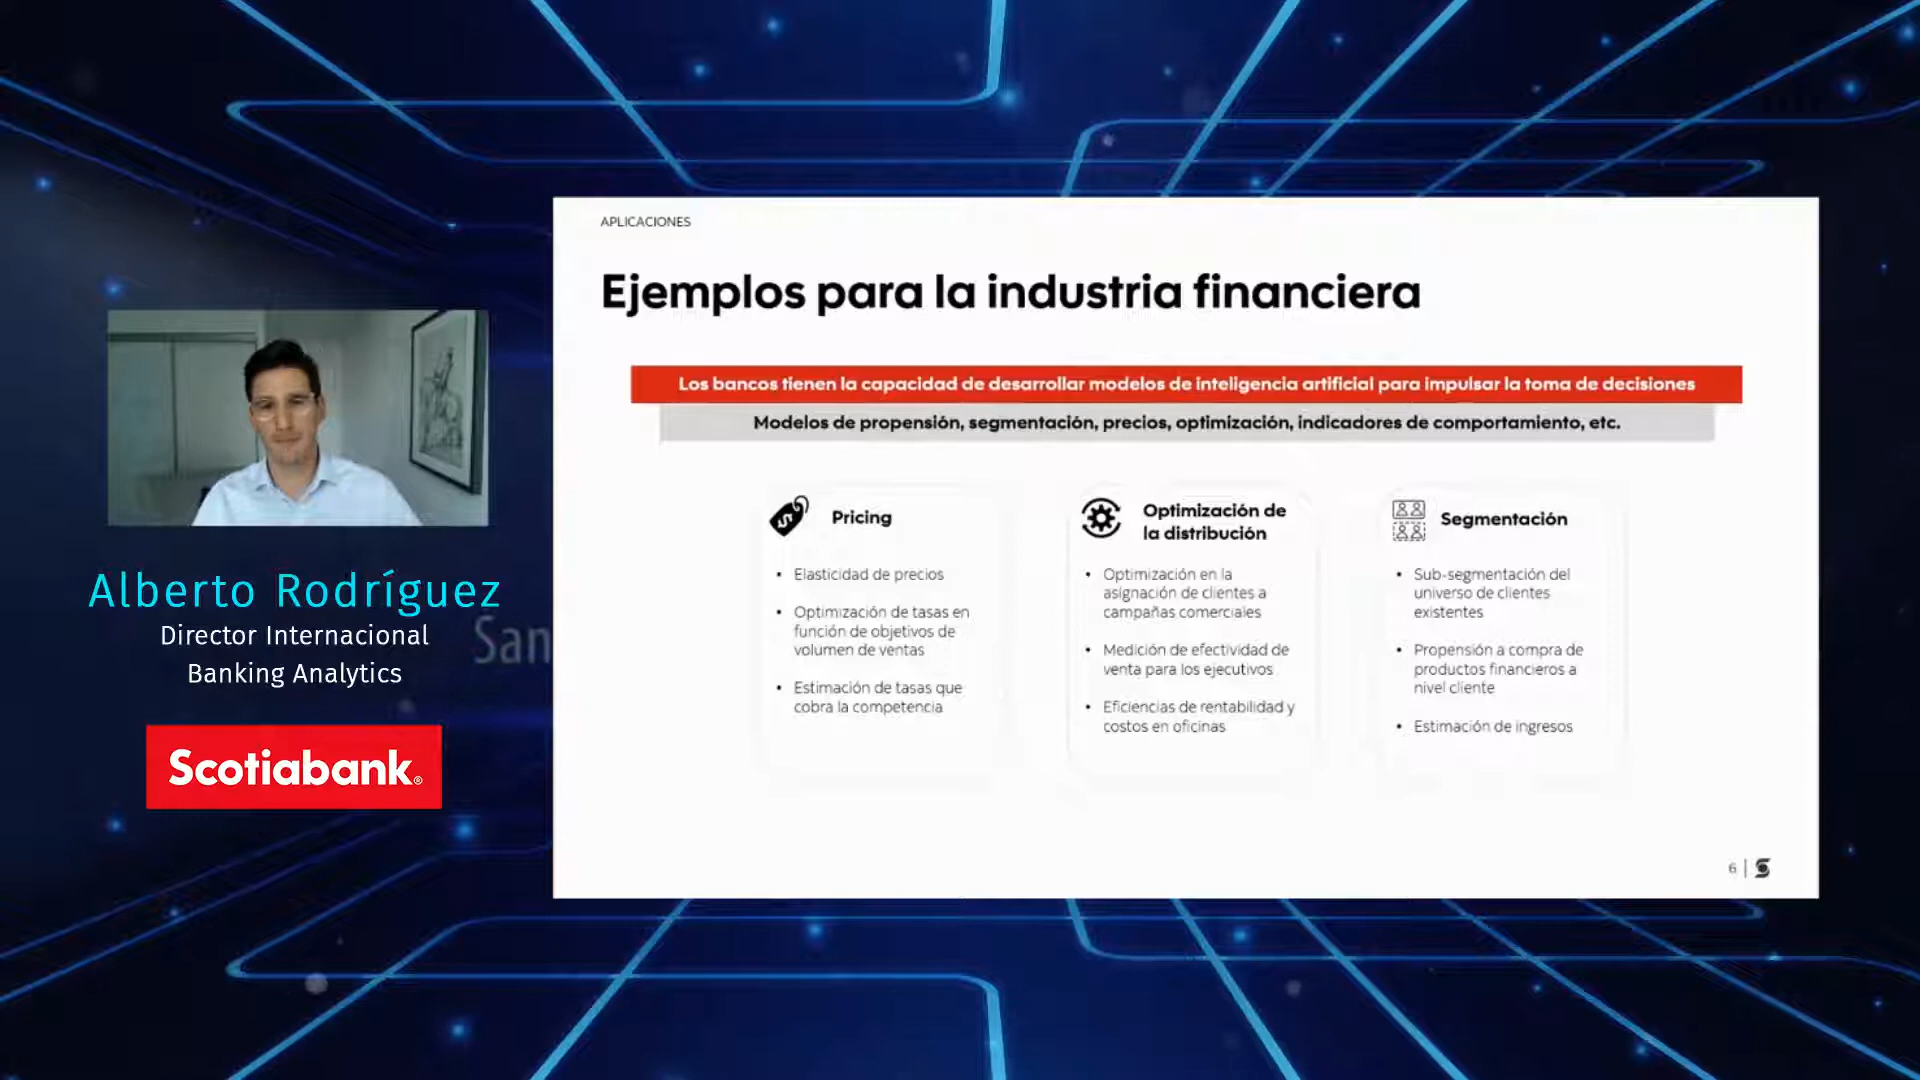 APLICACIONES
Ejemplos para la industria financiera
Los bancos tienen la capacidad de desarrollar modelos de inteligencia artificial para impulsar la toma de decisiones
Modelos de propensión, segmentación, precios, optimización, indicadores de comportamiento, etc.
Pricing
• Elasticidad de precios
• Optimización de tasas en
función de objetivos de
volumen de ventas
• Estimación de tasas que
cobra la competencia
Optimización de
la distribución
• Optimización en la
asignación de clientes a
campañas comerciales
• Medición de efectividad de
venta para los ejecutivos
• Eficiencias de rentabilidad y
costos en oficinas
Segmentación
• Sub-segmentación del
universo de clientes
existentes
• Propensión a compra de
productos financieros a
nivel cliente
• Estimación de ingresos
6
Alberto Rodríguez
Director Internacional
Banking Analytics
San
Scotiabank®